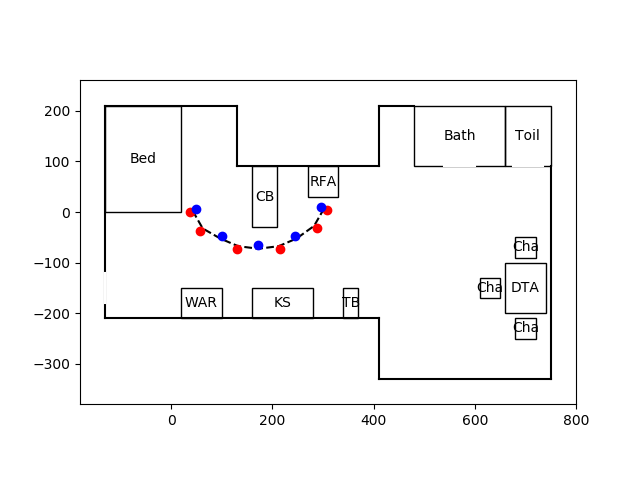 200
100
0
−100
−200
−300
0
200
400
600
800
Bed
CB
RFA
Bath
Toil
WAR
KS
TB
Cha
Cha
DTA
Cha